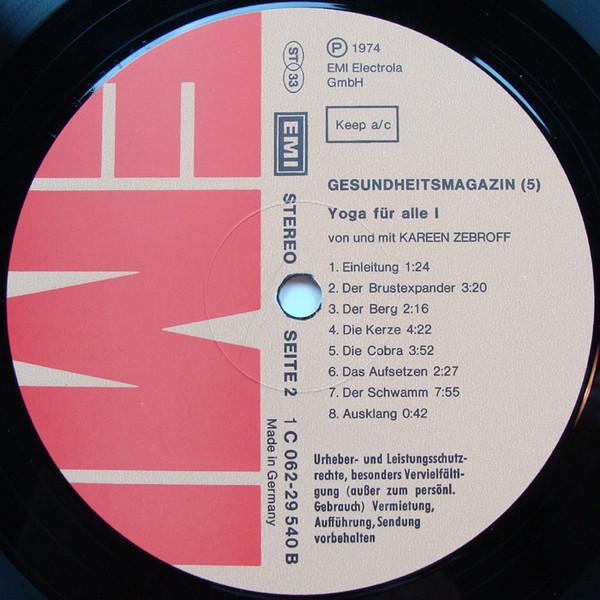 ST 33
℗ 1974
EMI Electrola
GmbH
Keep a/c
EMI
GESUNDHEITSMAGAZIN (5)
Yoga für alle I
von und mit KAREEN ZEBROFF
1. Einleitung 1:24
2. Der Brustexpander 3:20
3. Der Berg 2:16
4. Die Kerze 4:22
5. Die Cobra 3:52
6. Das Aufsetzen 2:27
7. Der Schwamm 7:55
8. Ausklang 0:42
STEREO SEITE 2 1 C 062-29 540 B
Made in Germany
Urheber- und Leistungsschutz-
rechte, besonders Vervielfälti-
gung (außer zum persönl.
Gebrauch) Vermietung,
Aufführung, Sendung
vorbehalten
EMI